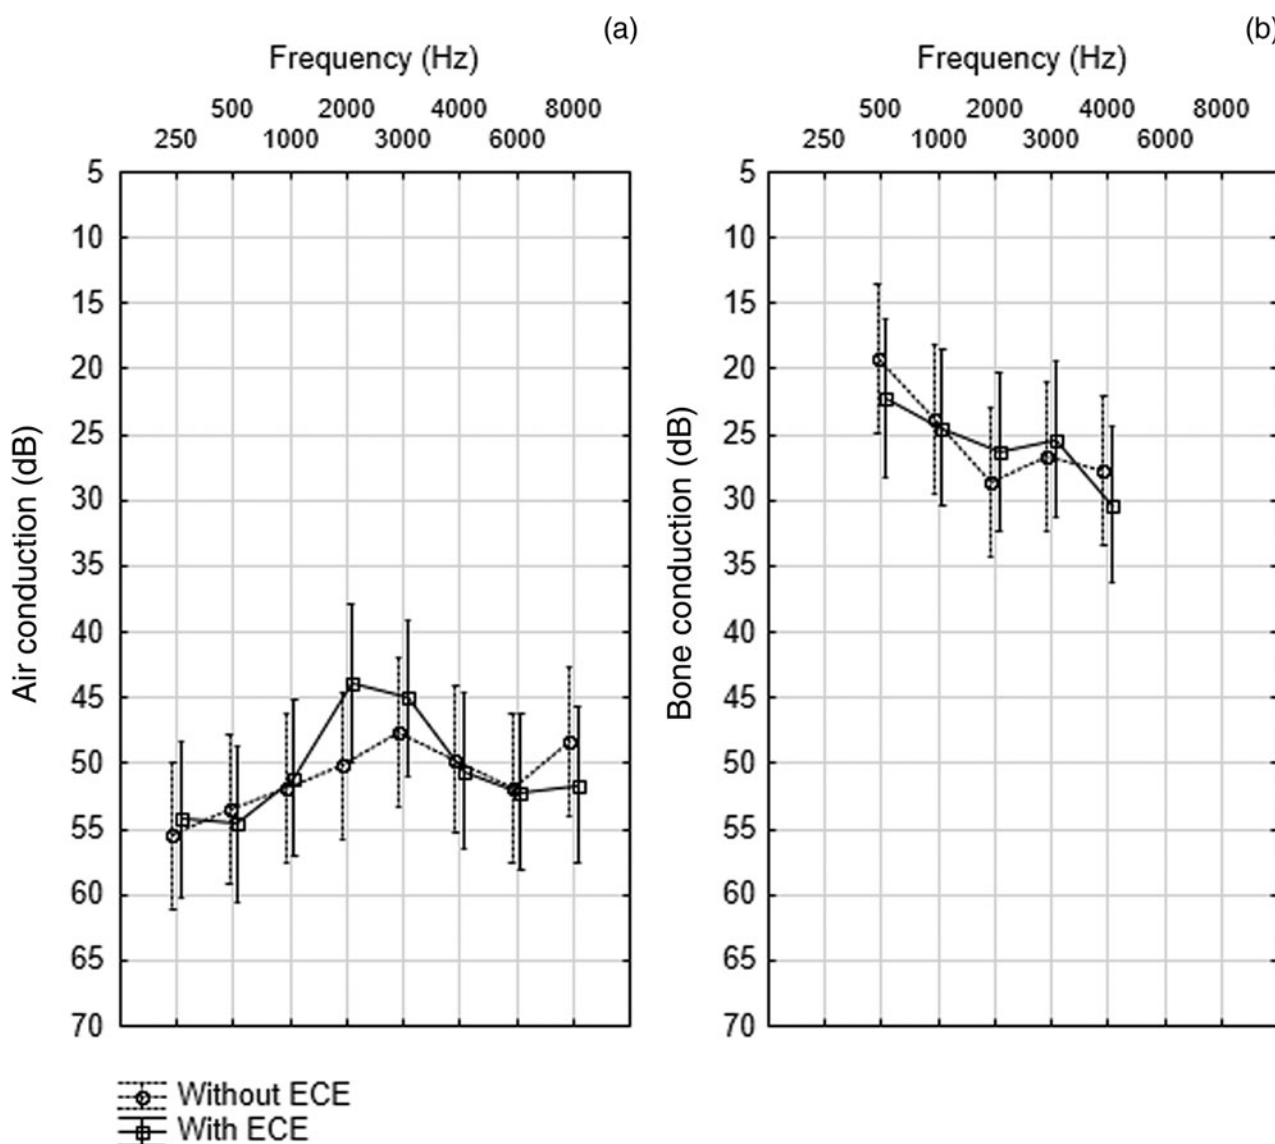 (a)
Frequency (Hz)
500 2000 4000 8000
250 1000 3000 6000
5
10
15
20
25
30
35
40
45
50
55
60
65
70
Air conduction (dB)
(b)
Frequency (Hz)
500 2000 4000 8000
250 1000 3000 6000
5
10
15
20
25
30
35
40
45
50
55
60
65
70
Bone conduction (dB)
Without ECE
With ECE